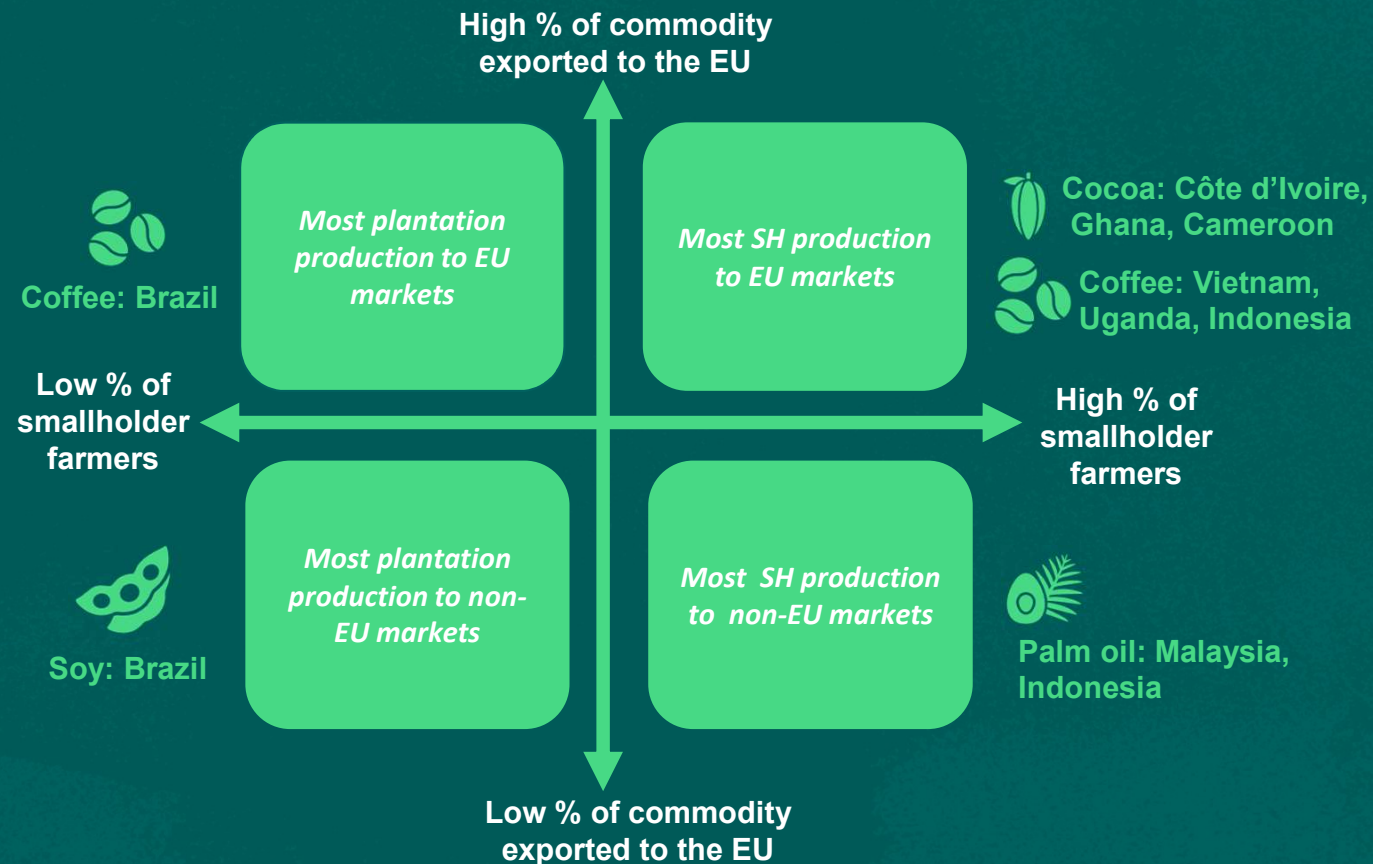 High % of commodity
exported to the EU
Most plantation
production to EU
markets
Most SH production
to EU markets
Coffee: Brazil
Cocoa: Côte d’Ivoire,
Ghana, Cameroon
Coffee: Vietnam,
Uganda, Indonesia
Low % of
smallholder
farmers
High % of
smallholder
farmers
Most plantation
production to non-
EU markets
Most SH production
to non-EU markets
Soy: Brazil
Palm oil: Malaysia,
Indonesia
Low % of commodity
exported to the EU